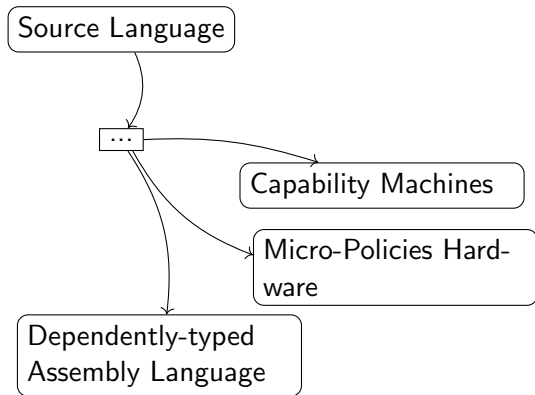 Source Language
...
Capability Machines
Micro-Policies Hard-
ware
Dependently-typed
Assembly Language